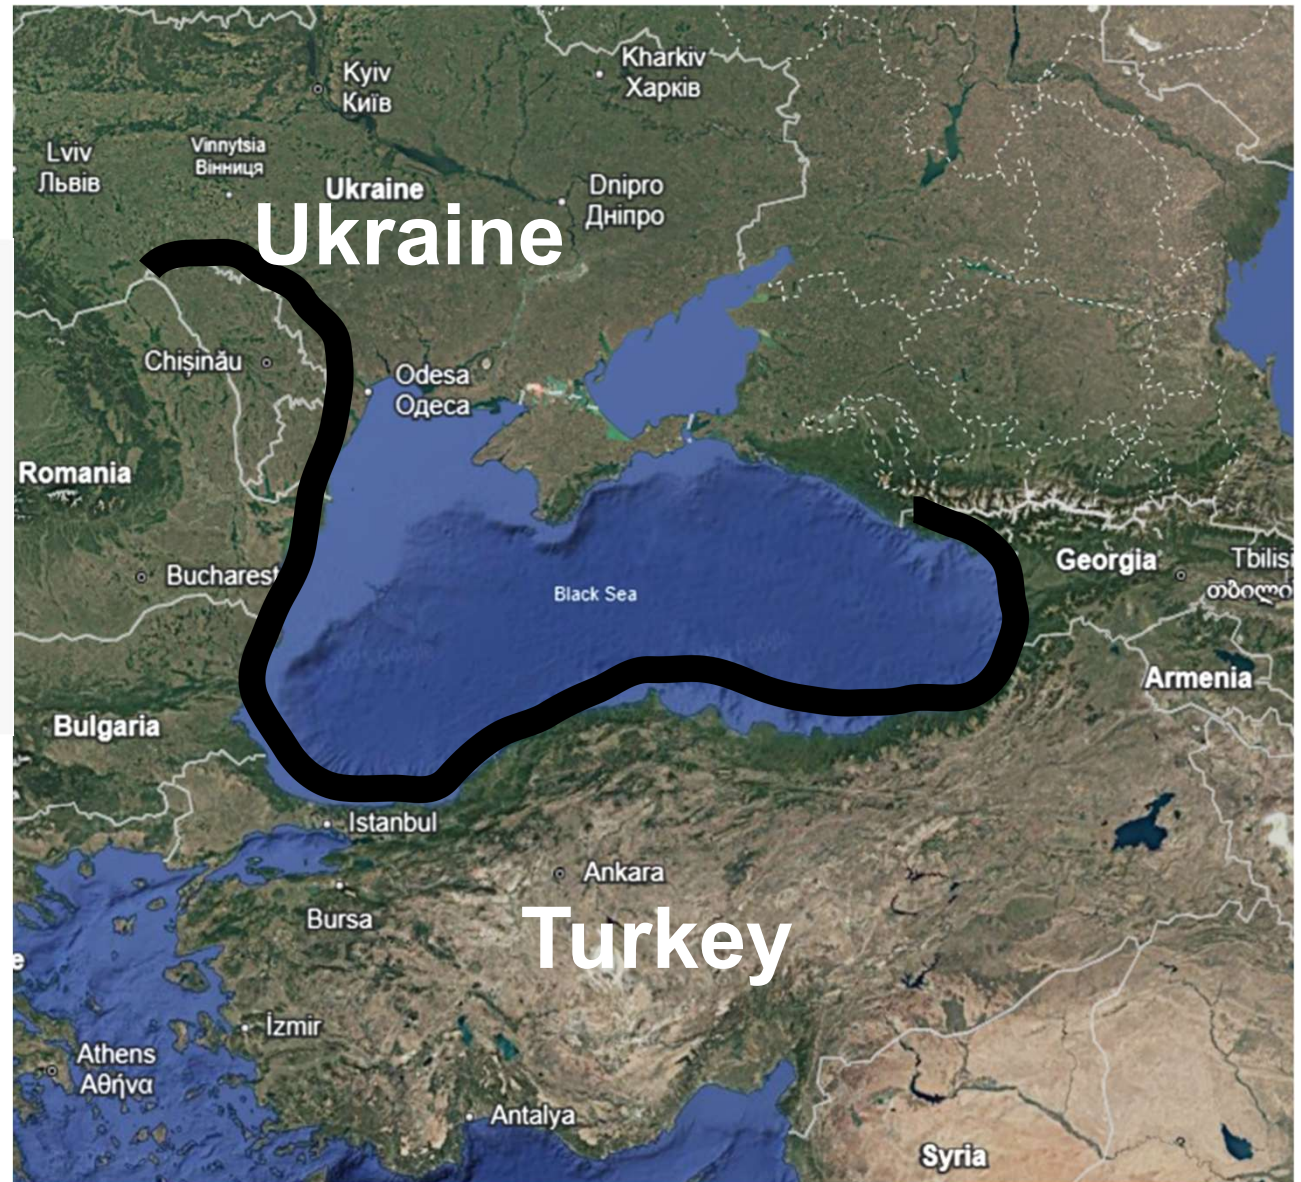 Kharkiv
Харків
Kyiv
Київ
Vinnytsia
Вінниця
Lviv
Львів
Ukraine
Dnipro
Дніпро
Ukraine
Chișinău
Odesa
Одеса
Romania
Bucharest
Black Sea
Georgia
Tbilisi
Armenia
Bulgaria
Istanbul
Ankara
Bursa
Turkey
e
İzmir
Athens
Αθήνα
Antalya
Syria